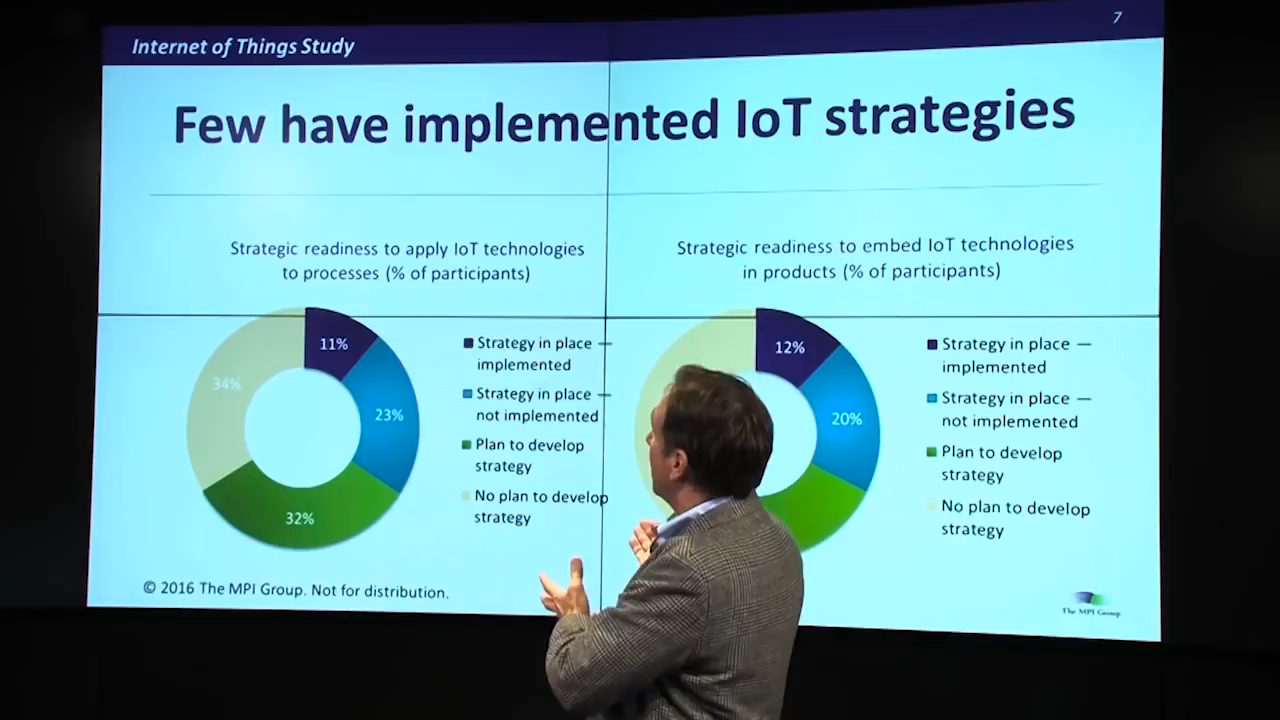 Internet of Things Study
7
Few have implemented IoT strategies
Strategic readiness to apply IoT technologies
to processes (% of participants)
11%
34%
23%
32%
Strategy in place —
implemented
Strategy in place —
not implemented
Plan to develop
strategy
No plan to develop
strategy
Strategic readiness to embed IoT technologies
in products (% of participants)
12%
20%
Strategy in place —
implemented
Strategy in place —
not implemented
Plan to develop
strategy
No plan to develop
strategy
© 2016 The MPI Group. Not for distribution.
The MPI Group